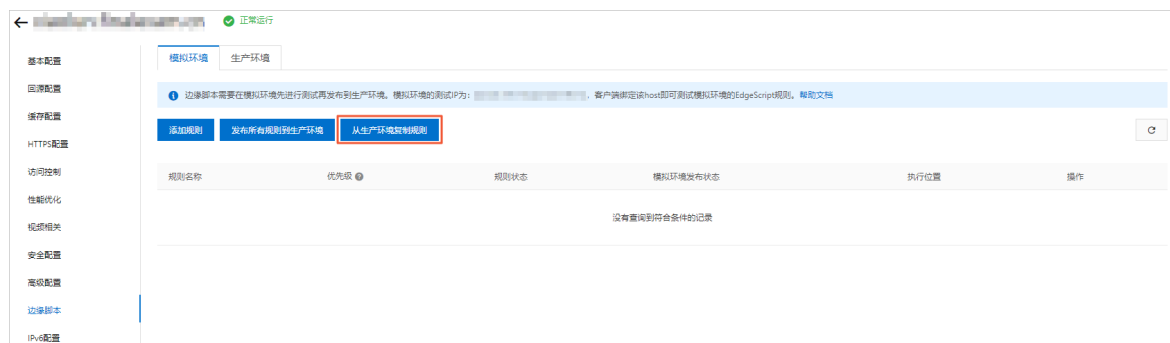 正常运行
基本配置
回源配置
缓存配置
HTTPS配置
访问控制
性能优化
视频相关
安全配置
高级配置
边缘脚本
IPv6配置
模拟环境 生产环境
边缘脚本需要在模拟环境先进行测试再发布到生产环境。模拟环境的测试IP为： ，客户端绑定该host即可测试模拟环境的EdgeScript规则。帮助文档
添加规则 发布所有规则到生产环境 从生产环境复制规则
规则名称 优先级 规则状态 模拟环境发布状态 执行位置 操作
没有查询到符合条件的记录